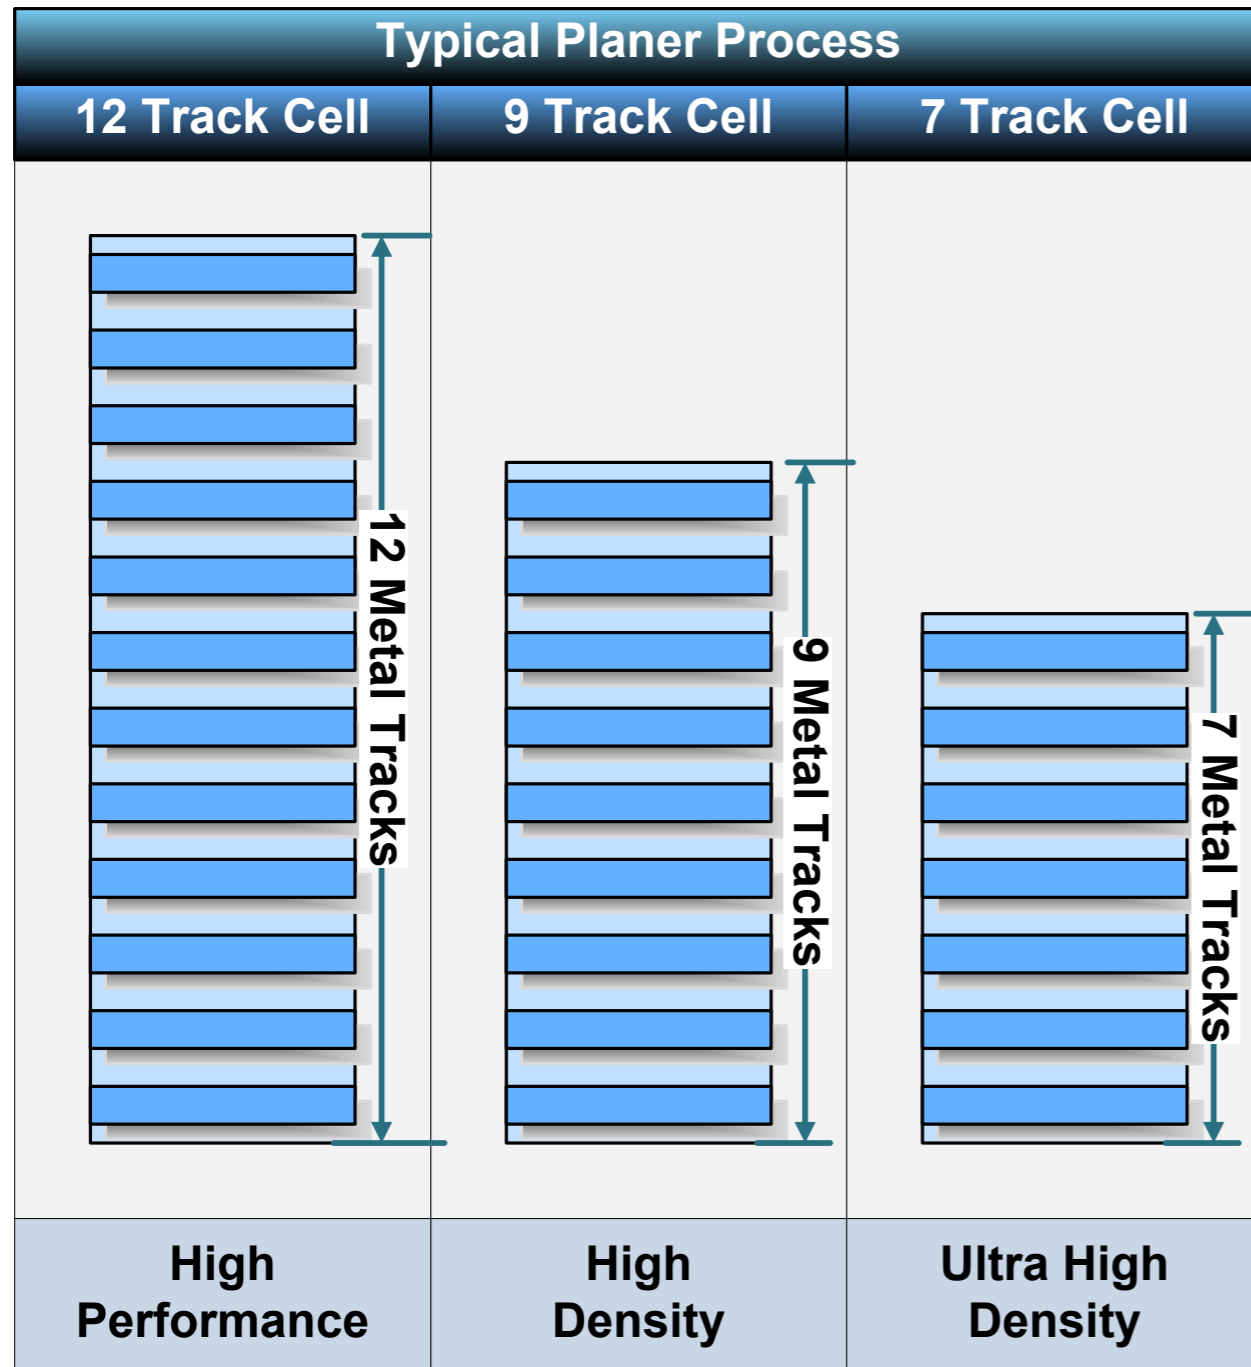 Typical Planer Process
12 Track Cell
9 Track Cell
7 Track Cell
12 Metal Tracks
9 Metal Tracks
7 Metal Tracks
High
Performance
High
Density
Ultra High
Density